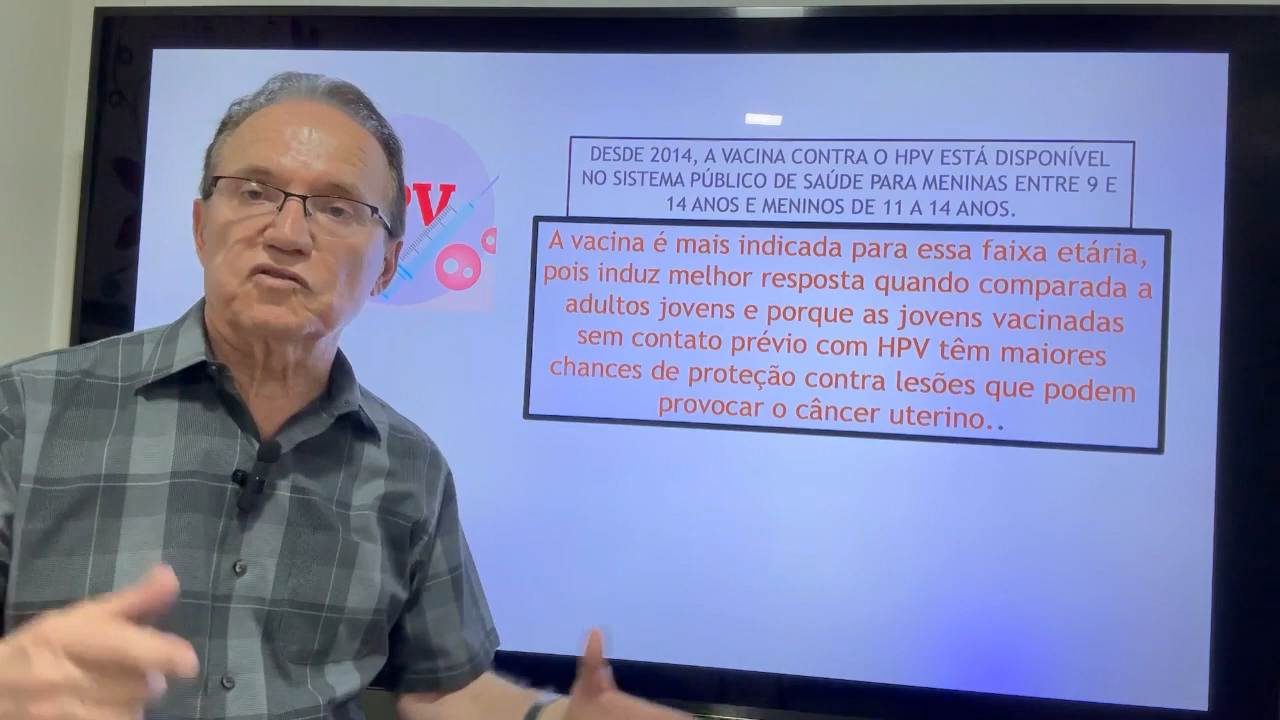 PV
DESDE 2014, A VACINA CONTRA O HPV ESTÁ DISPONÍVEL
NO SISTEMA PÚBLICO DE SAÚDE PARA MENINAS ENTRE 9 E
14 ANOS E MENINOS DE 11 A 14 ANOS.
A vacina é mais indicada para essa faixa etária,
pois induz melhor resposta quando comparada a
adultos jovens e porque as jovens vacinadas
sem contato prévio com HPV têm maiores
chances de proteção contra lesões que podem
provocar o câncer uterino..